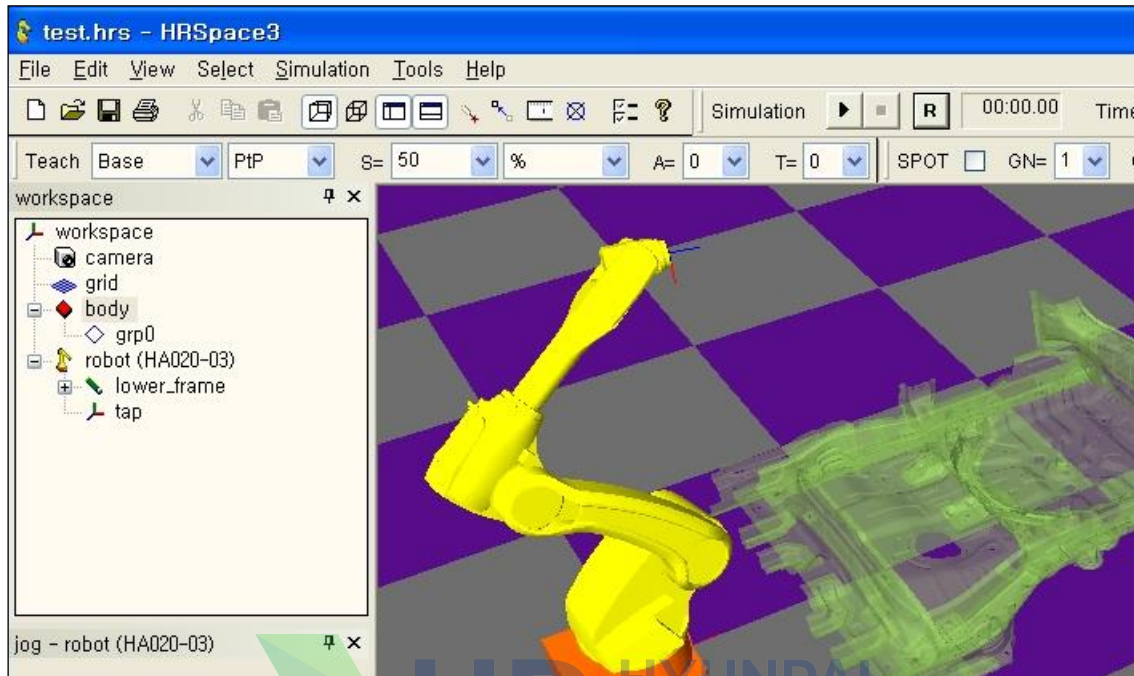 test.hrs - HRSpace3
File Edit View Select Simulation Tools Help
Simulation R 00:00.00 Time
Teach Base PtP S= 50 % A= 0 T= 0 SPOT GN= 1
workspace
workspace
camera
grid
body
grp0
robot (HA020-03)
lower_frame
tap
jog - robot (HA020-03)
HYUNDAI